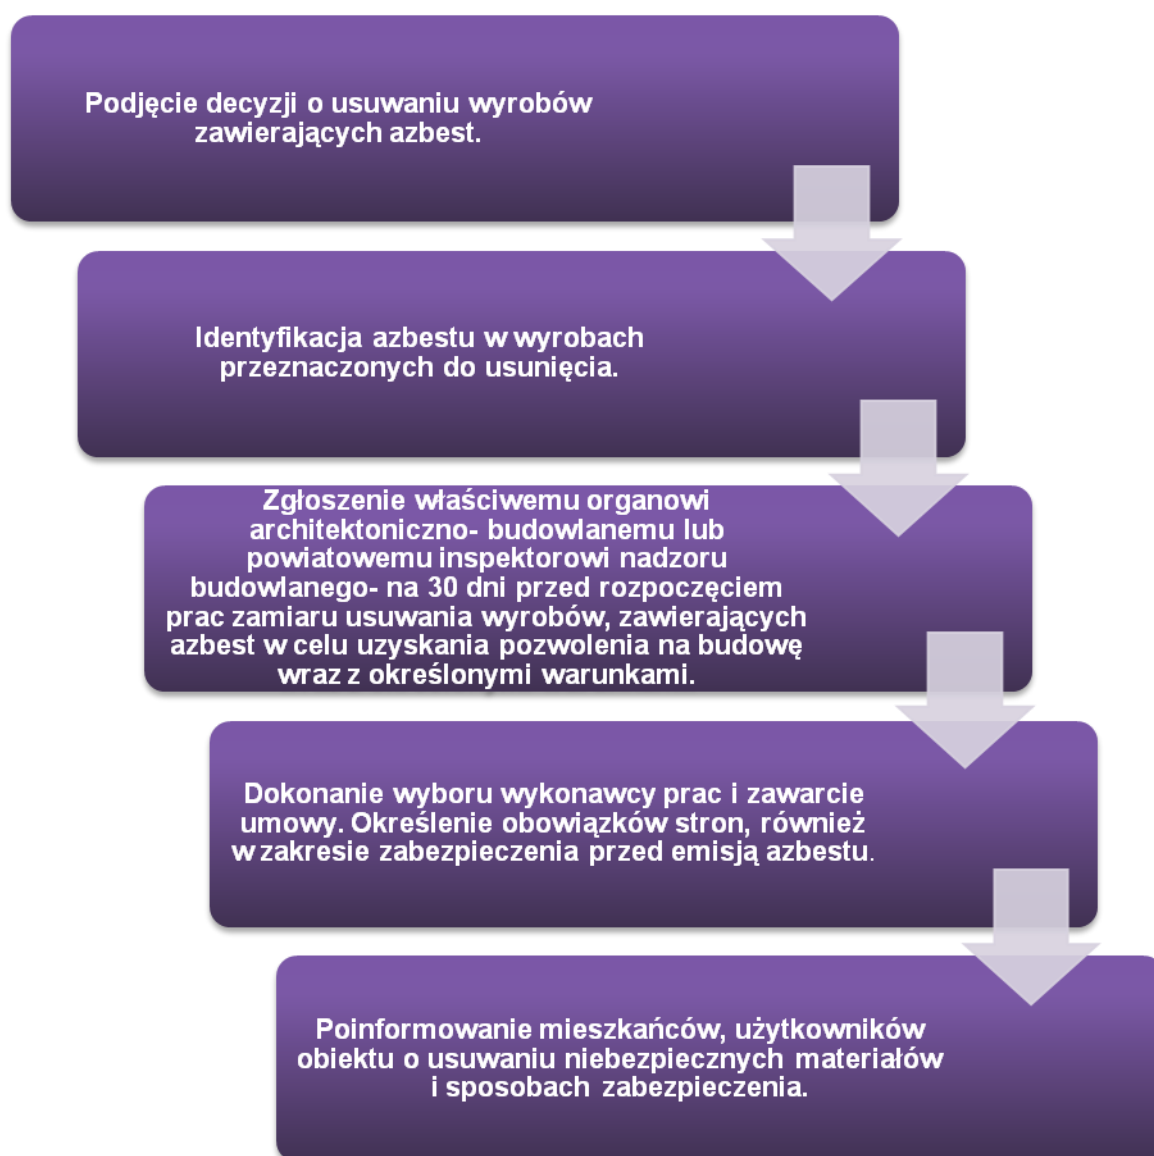 Podjęcie decyzji o usuwaniu wyrobów
zawierających azbest.
Identyfikacja azbestu w wyrobach
przeznaczonych do usunięcia.
Zgłoszenie właściwemu organowi
architektoniczno- budowlanemu lub
powiatowemu inspektorowi nadzoru
budowlanego- na 30 dni przed rozpoczęciem
prac zamiaru usuwania wyrobów, zawierających
azbest w celu uzyskania pozwolenia na budowę
wraz z określonymi warunkami.
Dokonanie wyboru wykonawcy prac i zawarcie
umowy. Określenie obowiązków stron, również
w zakresie zabezpieczenia przed emisją azbestu.
Poinformowanie mieszkańców, użytkowników
obiektu o usuwaniu niebezpiecznych materiałów
i sposobach zabezpieczenia.